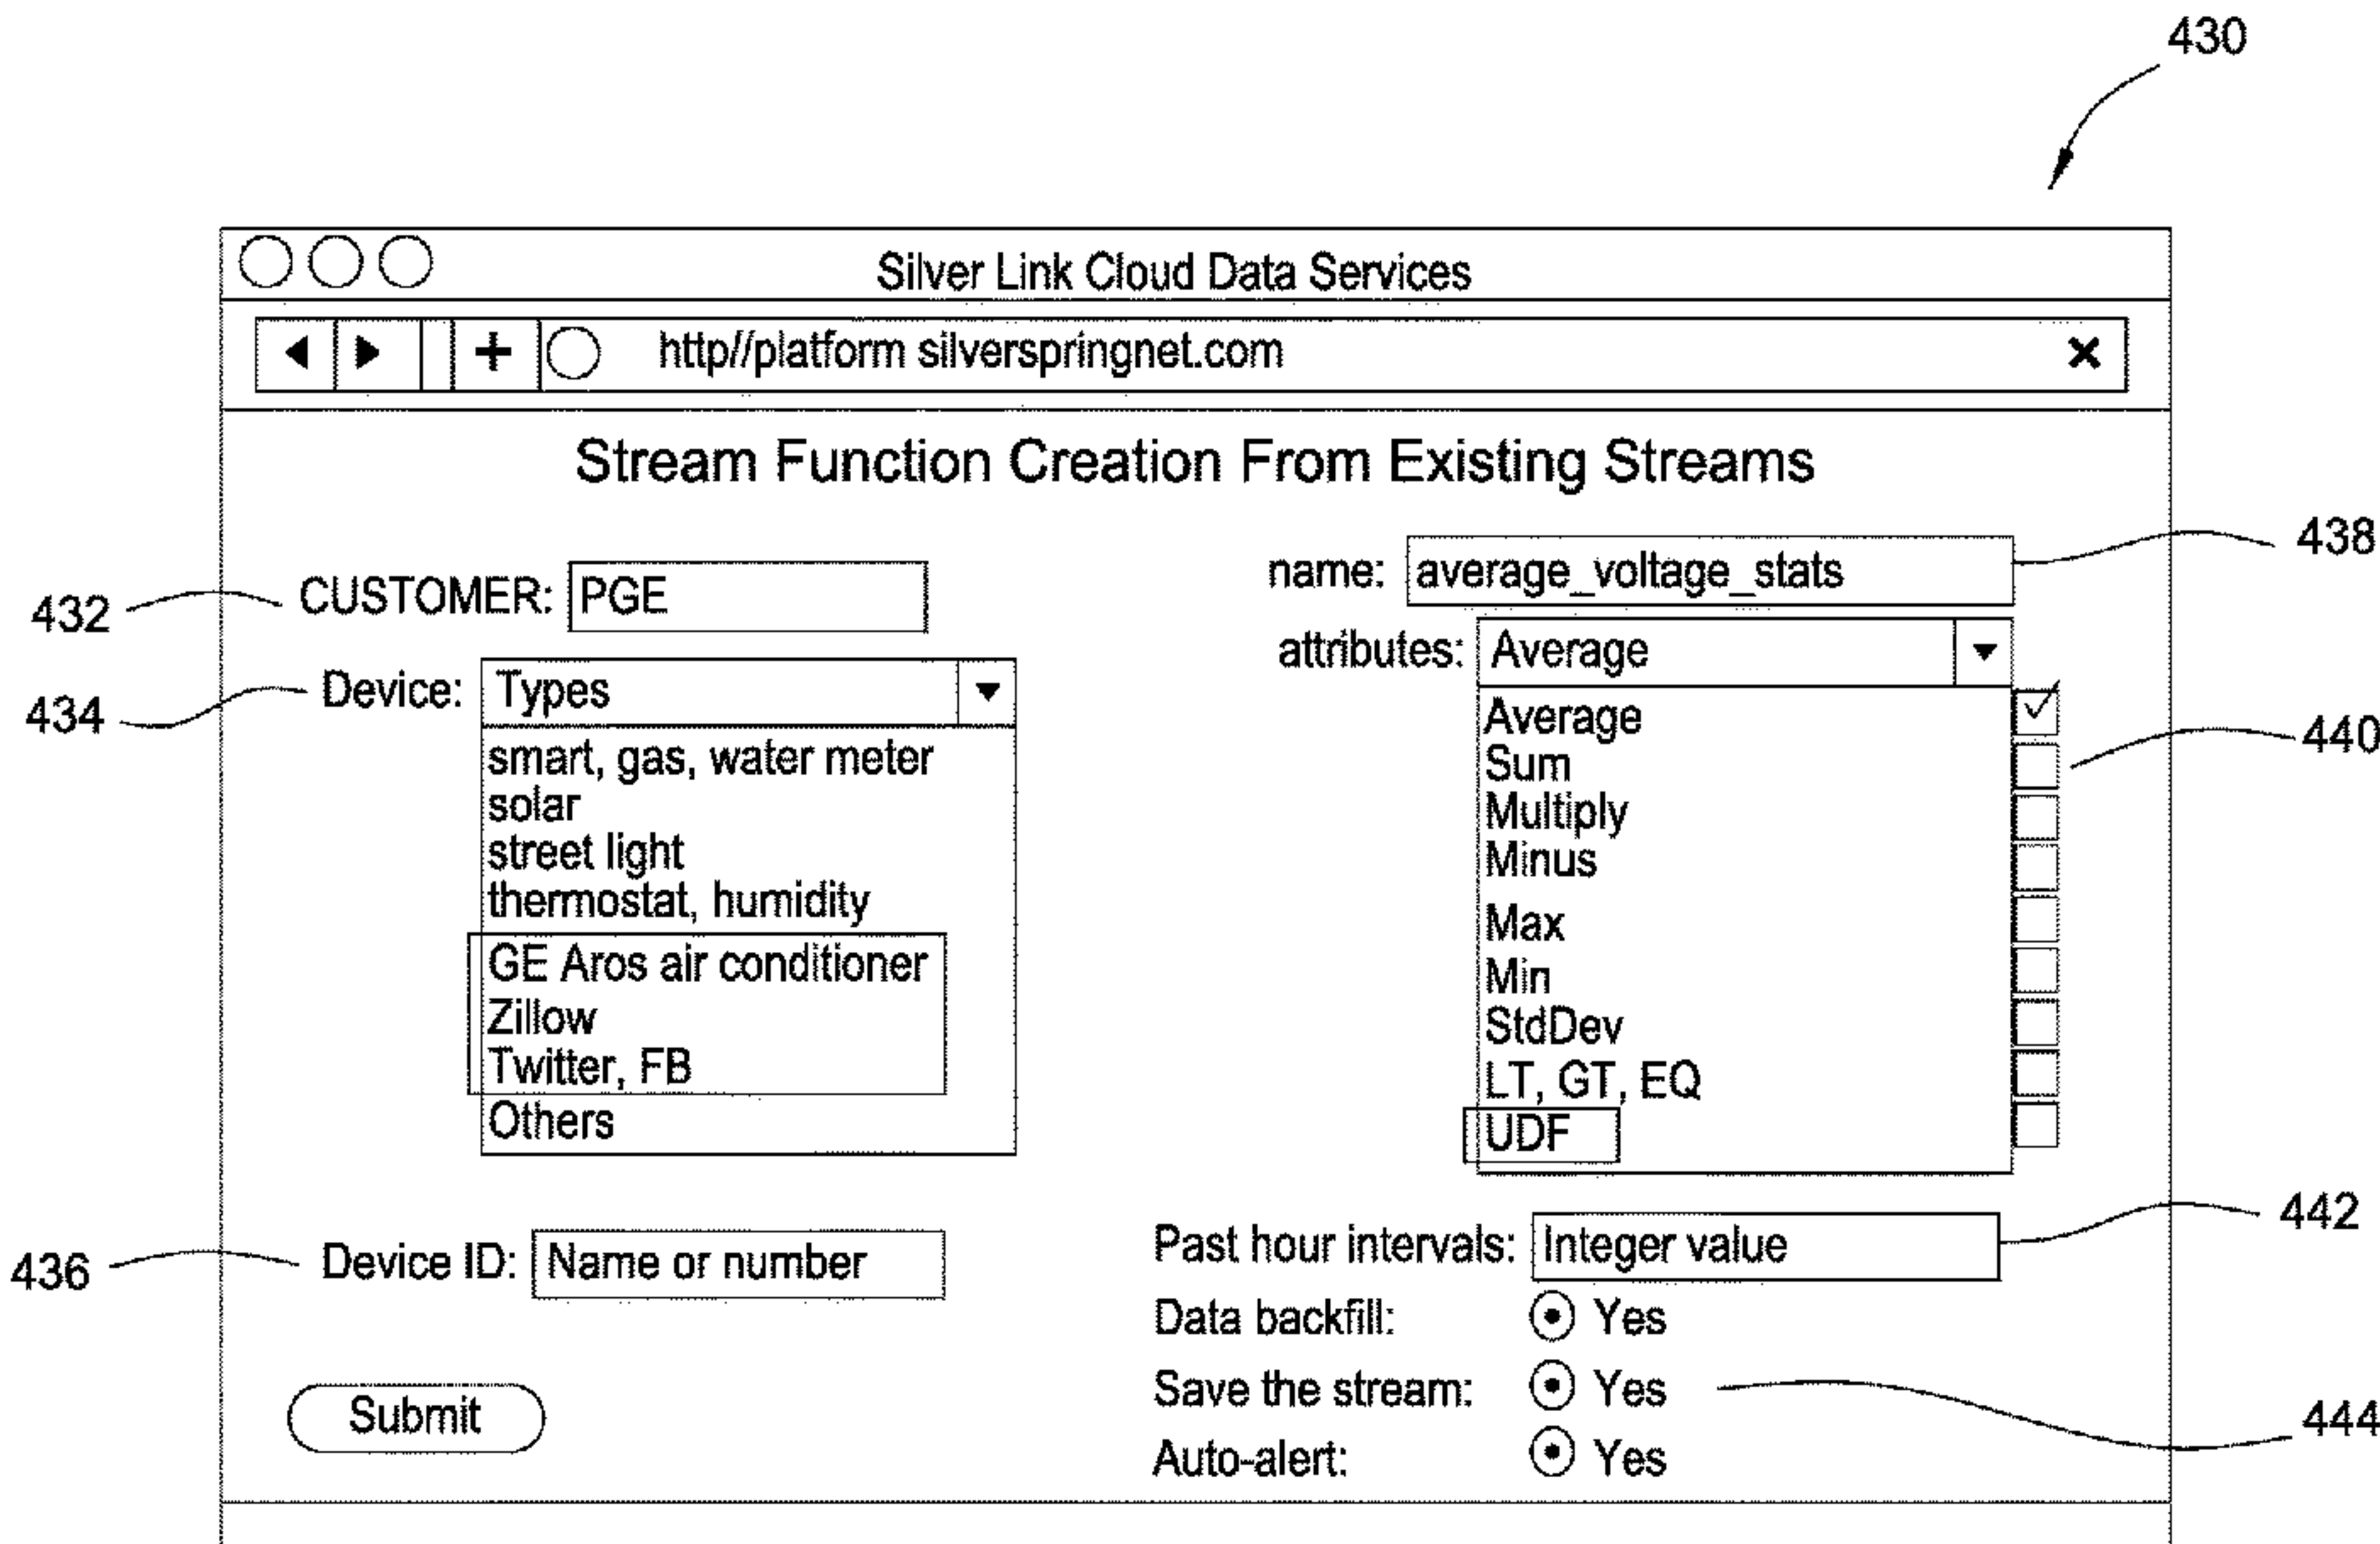 430
Silver Link Cloud Data Services
http//platform silverspringnet.com
Stream Function Creation From Existing Streams
432
CUSTOMER: PGE
434
Device: Types
smart, gas, water meter
solar
street light
thermostat, humidity
GE Aros air conditioner
Zillow
Twitter, FB
Others
436
Device ID: Name or number
Submit
name: average_voltage_stats
438
attributes: Average
Average
Sum
440
Multiply
Minus
Max
Min
StdDev
LT, GT, EQ
UDF
Past hour intervals: Integer value
442
Data backfill: Yes
Save the stream: Yes
444
Auto-alert: Yes